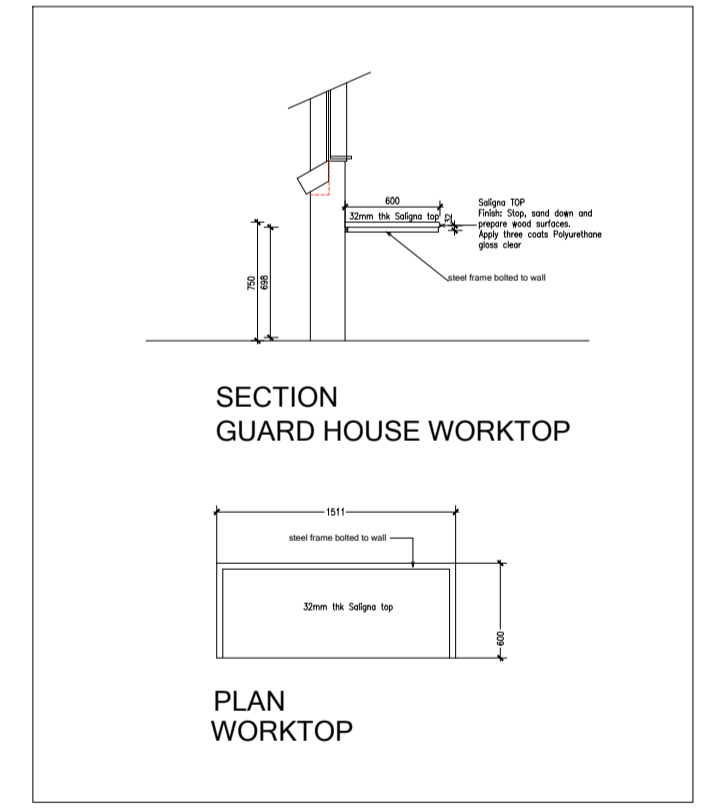 600
32mm thk Saligna top
32
Saligna TOP
Finish: Stop, sand down and
prepare wood surfaces.
Apply three coats Polyurethane
gloss clear
steel frame bolted to wall
750
698
SECTION
GUARD HOUSE WORKTOP
1511
steel frame bolted to wall
32mm thk Saligna top
600
PLAN
WORKTOP